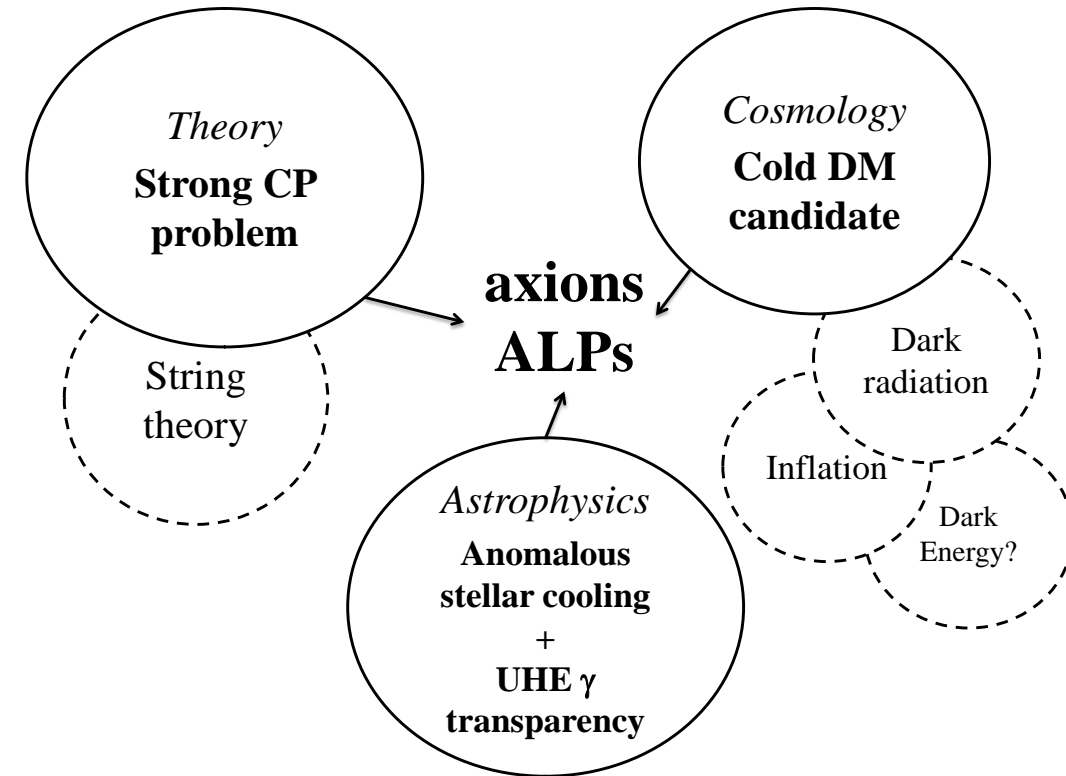 Theory
Strong CP
problem
Cosmology
Cold DM
candidate
axions
ALPs
String
theory
Dark
radiation
Inflation
Dark
Energy?
Astrophysics
Anomalous
stellar cooling
+
UHE γ
transparency